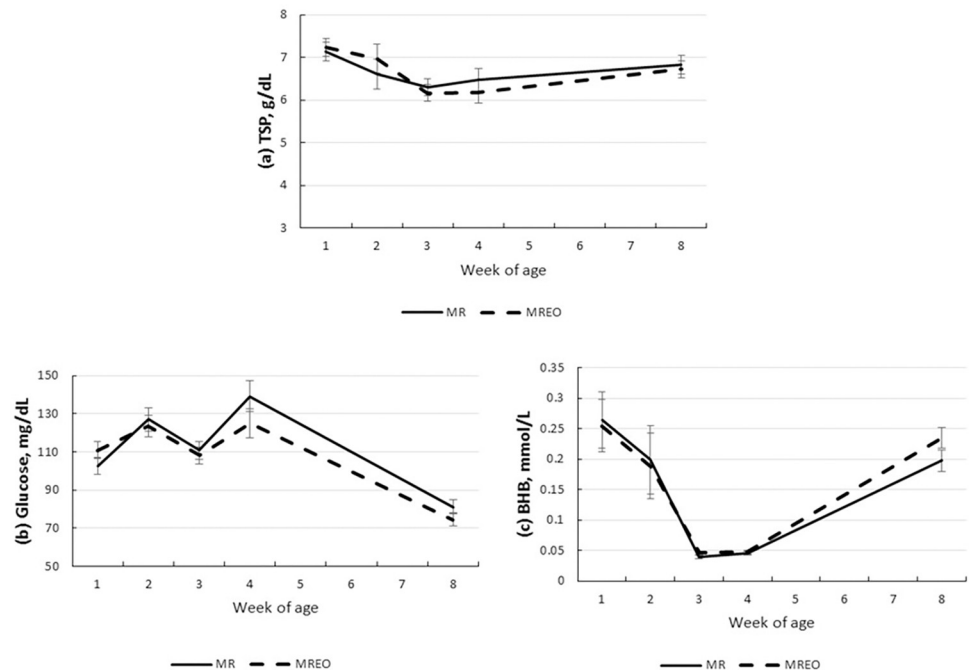 (a) TSP, g/dL
8
7
6
5
4
3
1 2 3 4 5 6 7 8
Week of age
MR MREO
(b) Glucose, mg/dL
150
130
110
90
70
50
1 2 3 4 5 6 7 8
Week of age
MR MREO
(c) BHB, mmol/L
0.35
0.3
0.25
0.2
0.15
0.1
0.05
0
1 2 3 4 5 6 7 8
Week of age
MR MREO